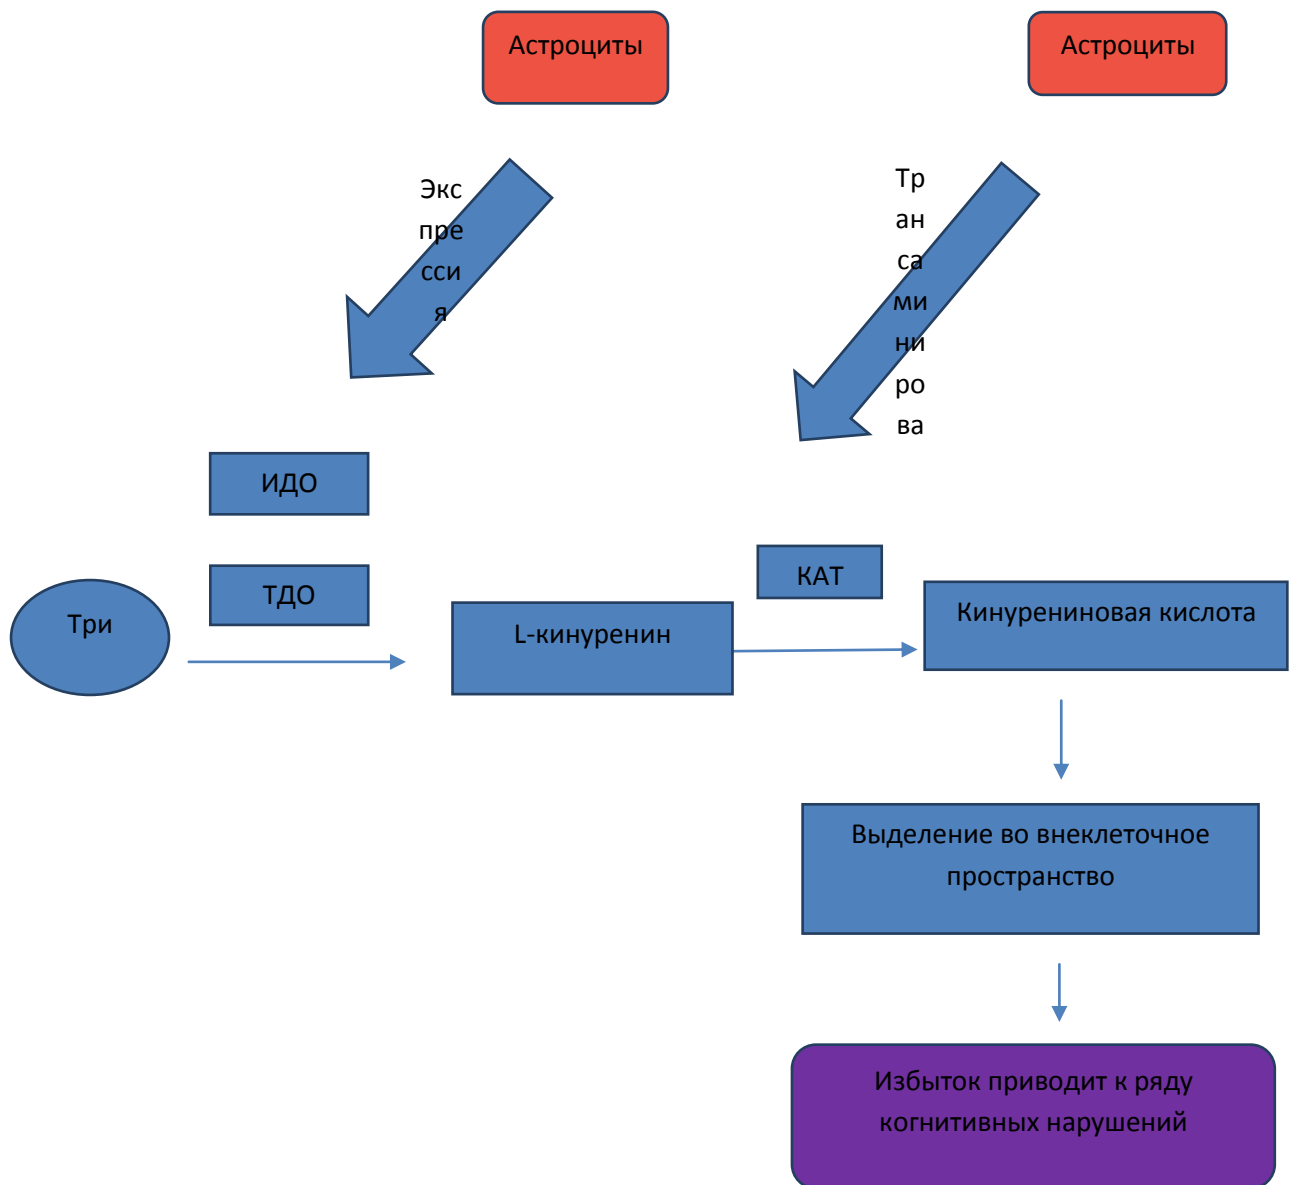 Астроциты
Астроциты
Экс
пре
сси
я
Тр
ан
са
ми
ни
ро
ва
ИДО
ТДО
Три
L-кинуренин
КАТ
Кинурениновая кислота
Выделение во внеклеточное
пространство
Избыток приводит к ряду
когнитивных нарушений